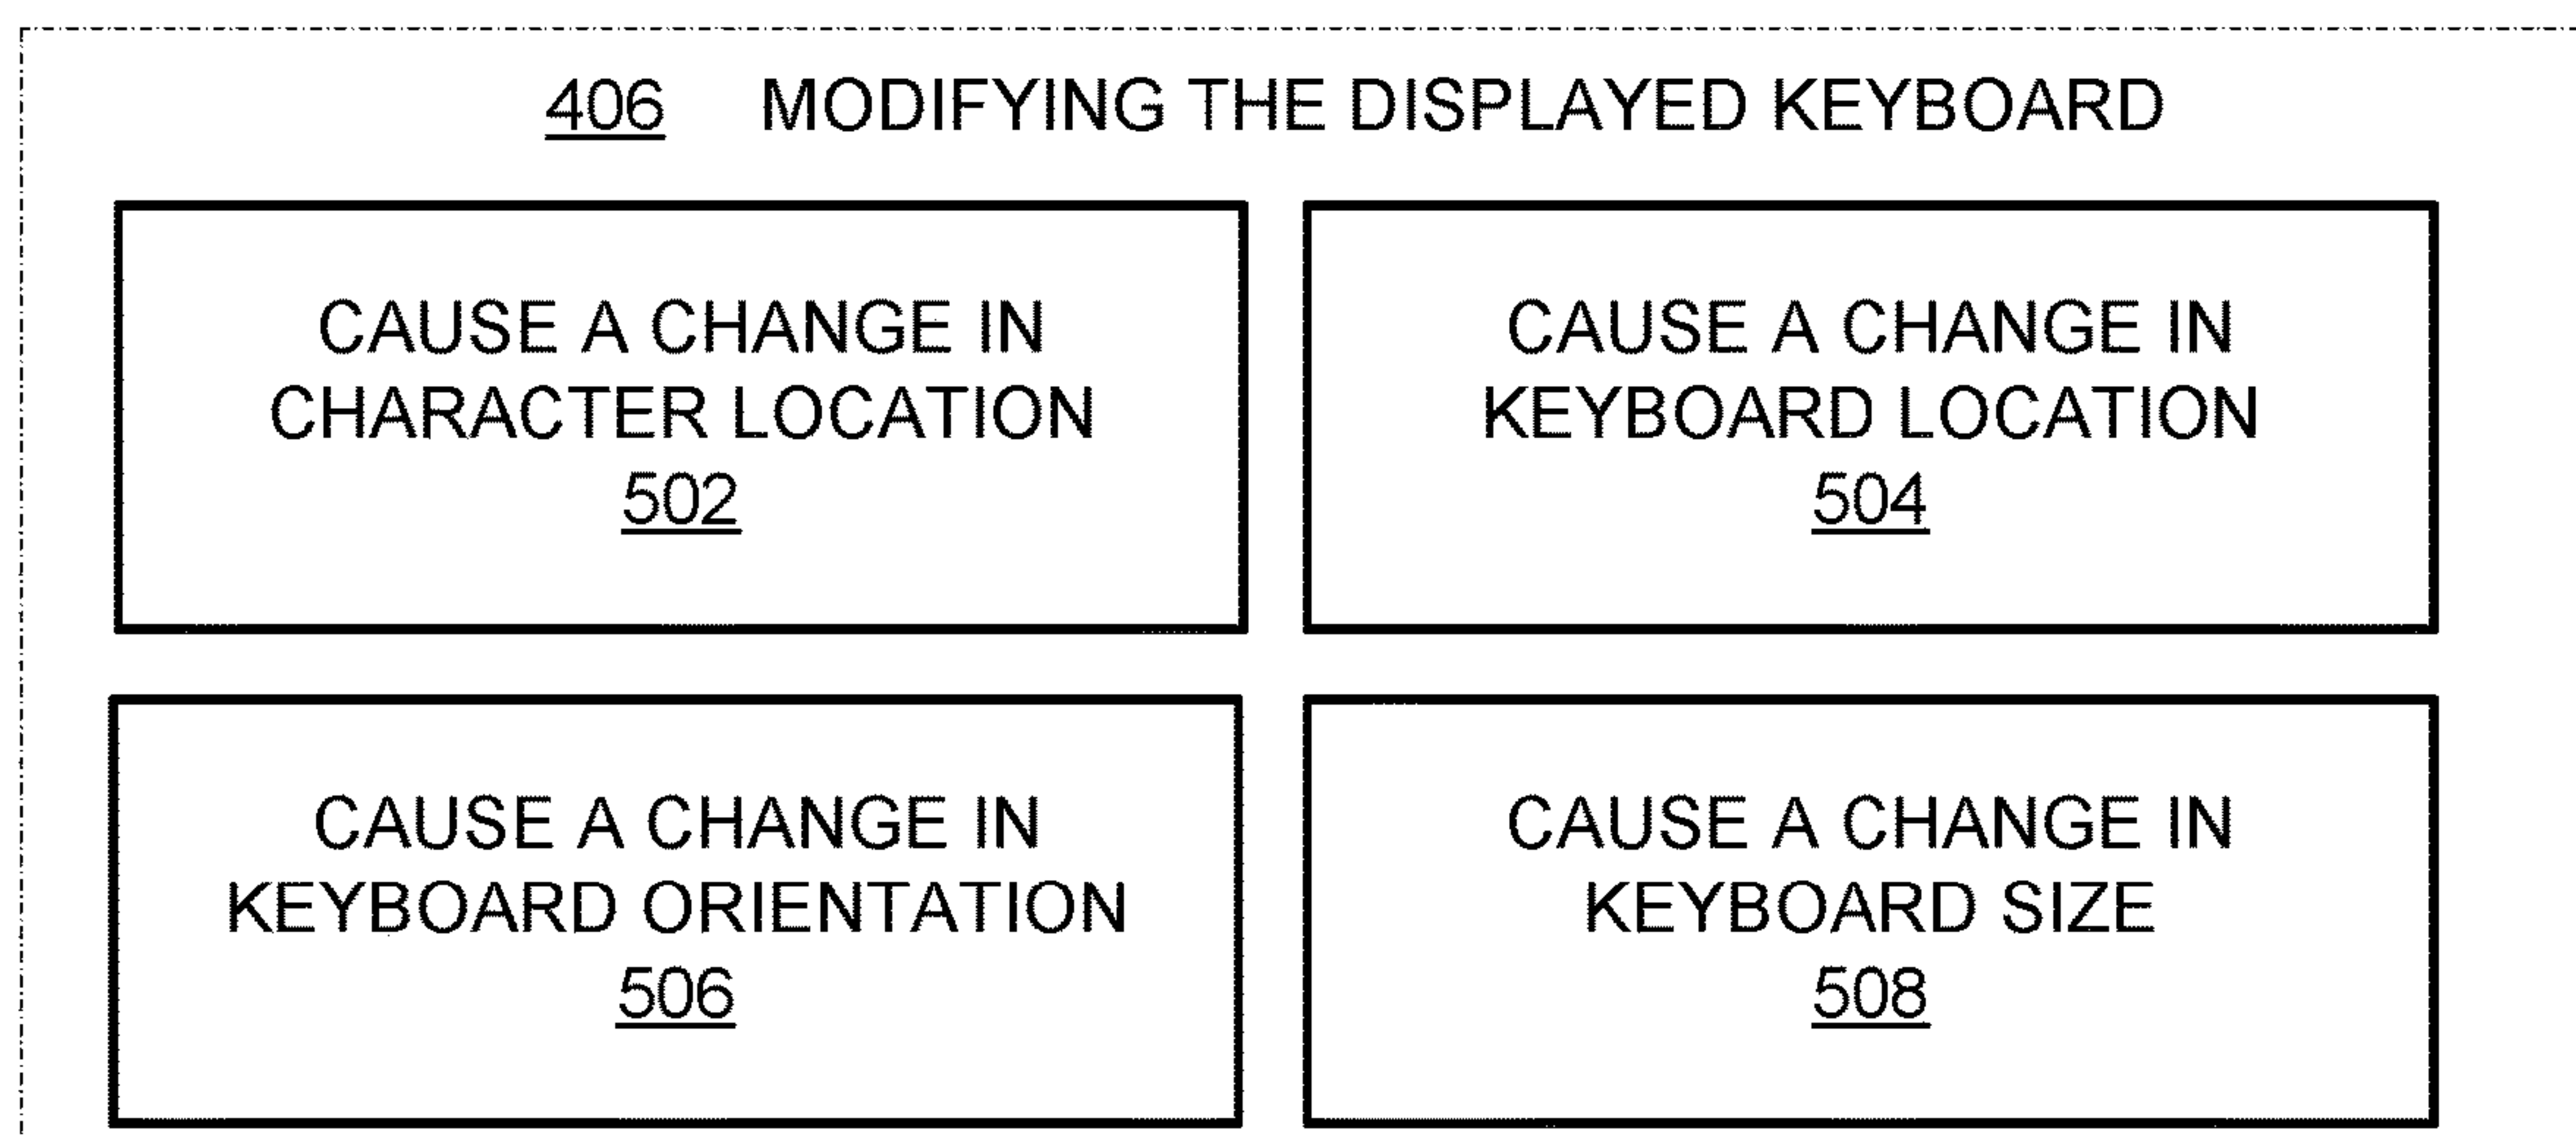 406 MODIFYING THE DISPLAYED KEYBOARD
CAUSE A CHANGE IN
CHARACTER LOCATION
502
CAUSE A CHANGE IN
KEYBOARD LOCATION
504
CAUSE A CHANGE IN
KEYBOARD ORIENTATION
506
CAUSE A CHANGE IN
KEYBOARD SIZE
508